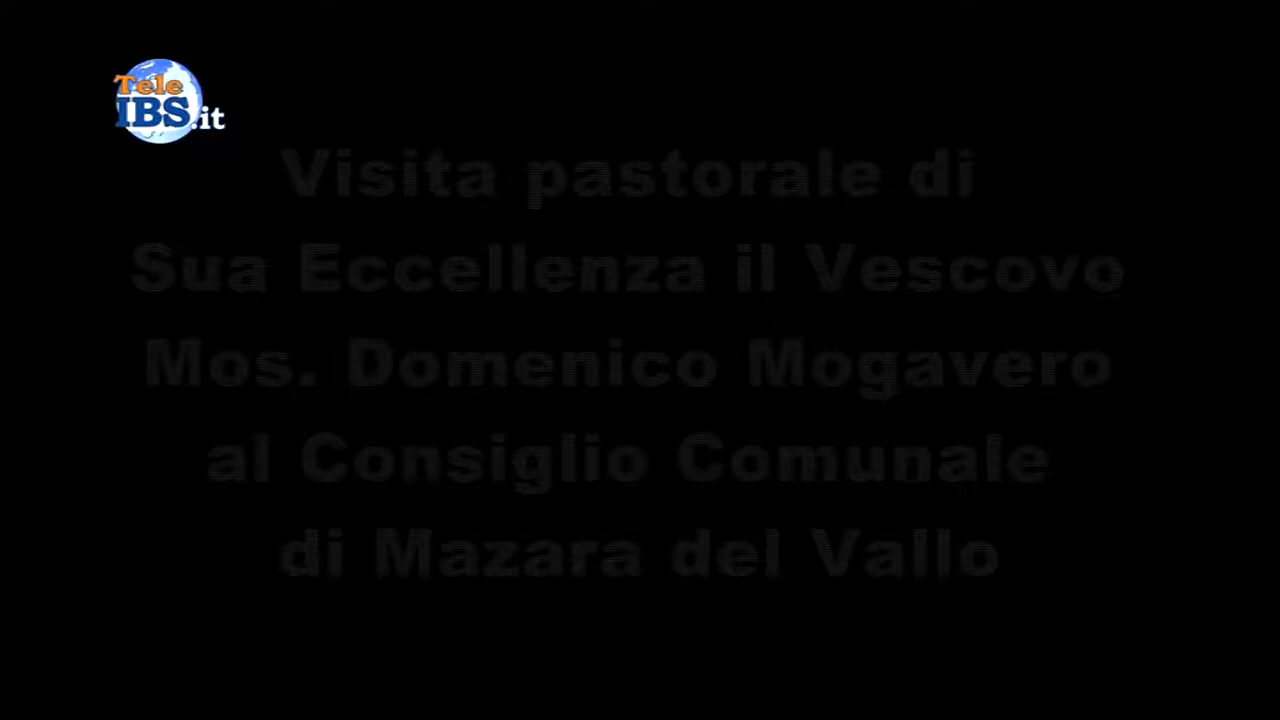 Tele
IBS.it
Visita pastorale di
Sua Eccellenza il Vescovo
Mos. Domenico Mogavero
al Consiglio Comunale
di Mazara del Vallo